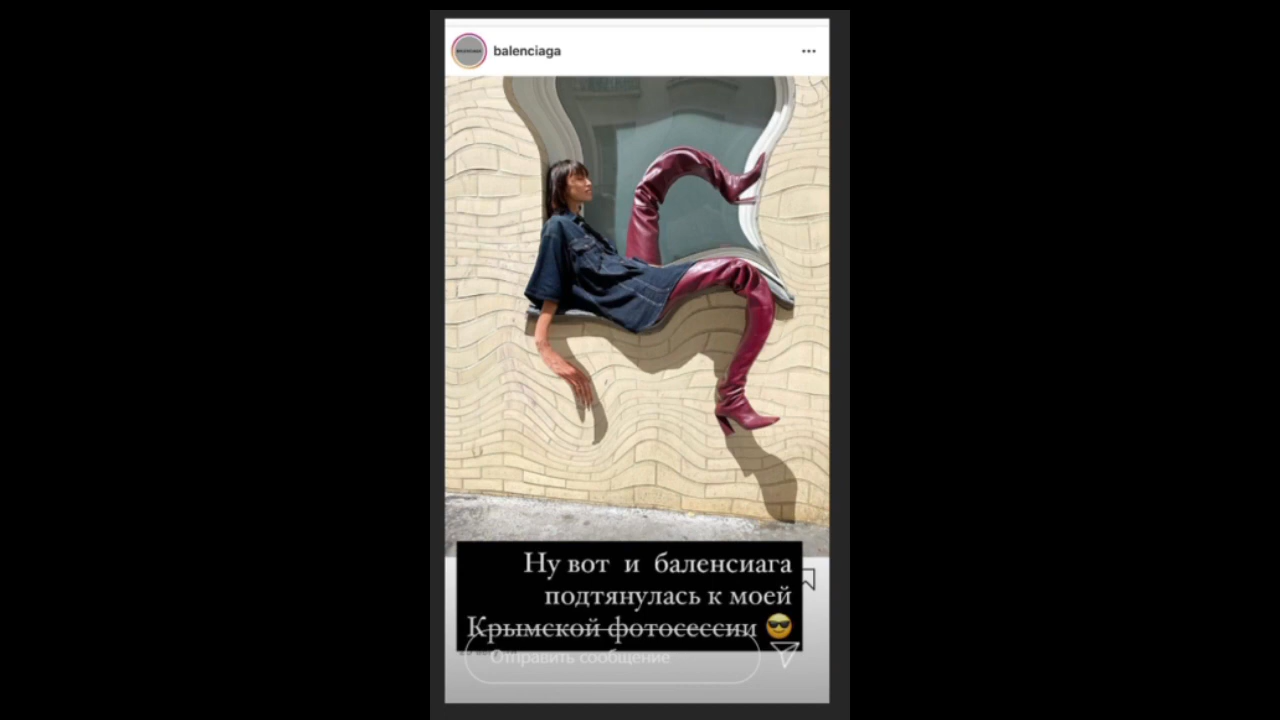 balenciaga
Ну вот и баленсиага
подтянулась к моей
Крымской фотосессии 😎
Отправить сообщение